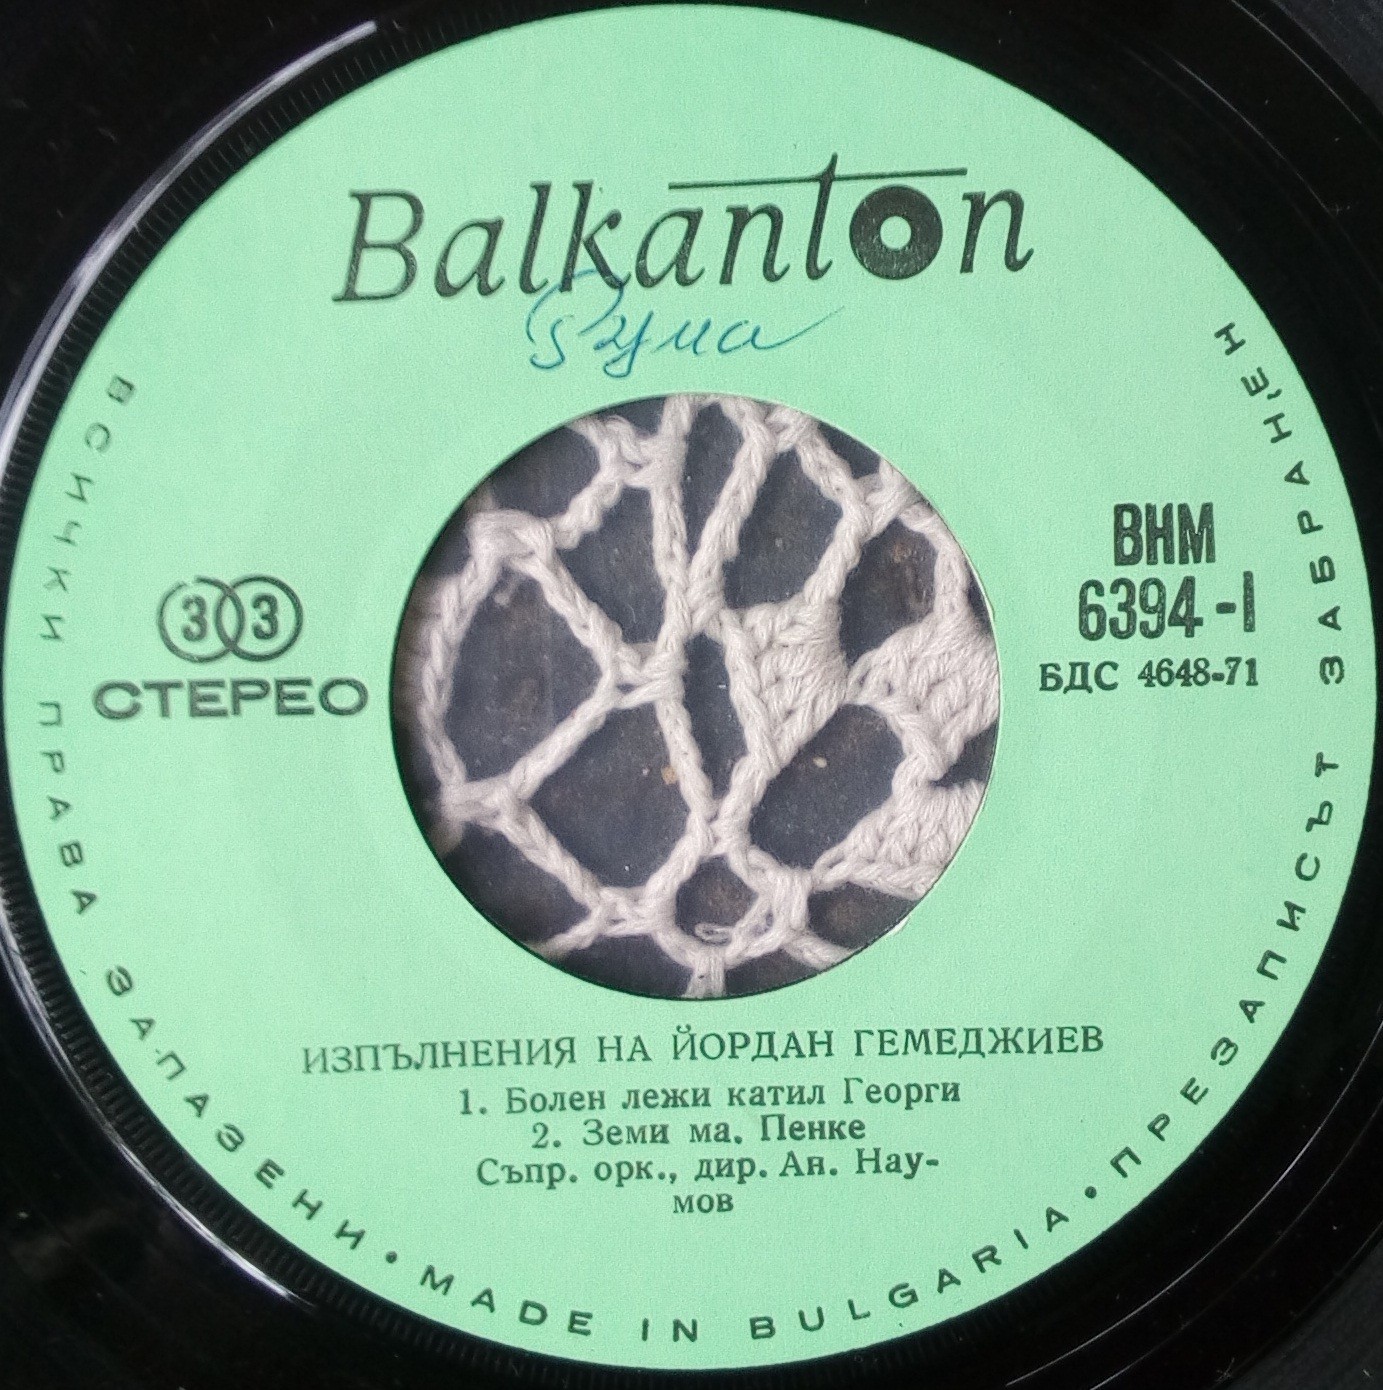 Balkanton
33
СТЕРЕО
ВНМ
6394-I
БДС 4648-71
ИЗПЪЛНЕНИЯ НА ЙОРДАН ГЕМЕДЖИЕВ
1. Болен лежи катил Георги
2. Земи ма. Пенке
Съпр. орк., дир. Ан. Нау-
мов
ВСИЧКИ ПРАВА ЗАПАЗЕНИ • MADE IN BULGARIA • ПРЕЗАПИСЪТ ЗАБРАНЕН